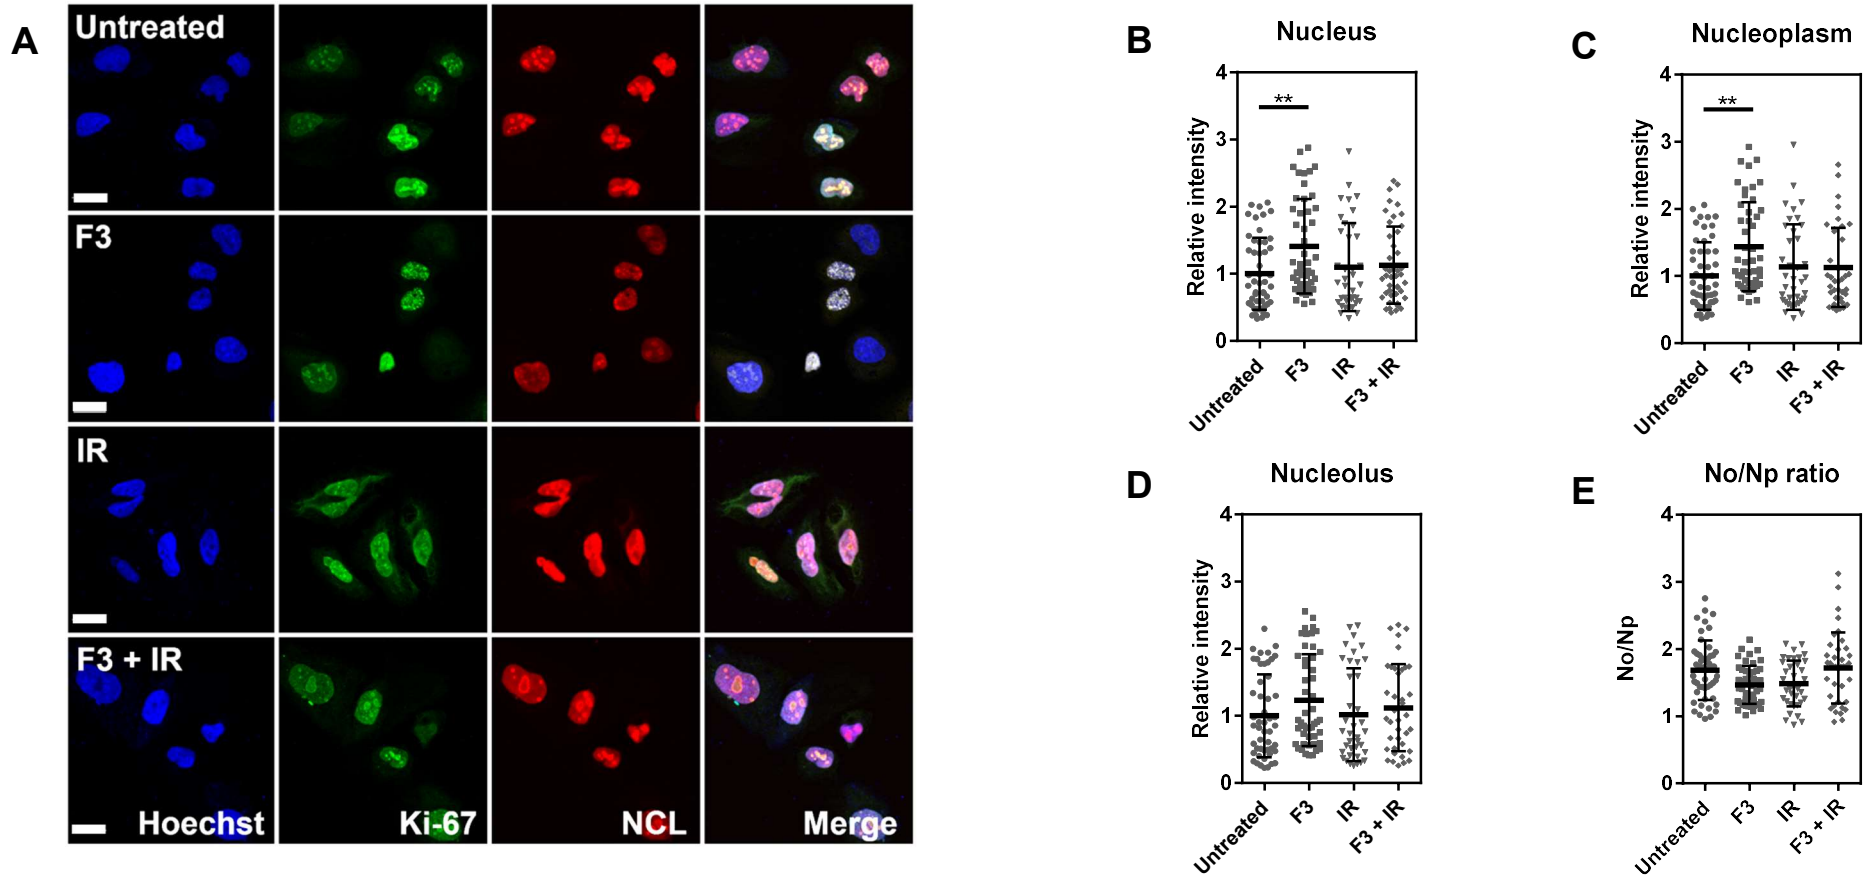 A
Untreated
F3
IR
F3 + IR
Hoechst
Ki-67
NCL
Merge
B
Nucleus
Relative intensity
4
3
2
1
0
**
Untreated
F3
IR
F3 + IR
C
Nucleoplasm
Relative intensity
4
3
2
1
0
**
Untreated
F3
IR
F3 + IR
D
Nucleolus
Relative intensity
4
3
2
1
0
Untreated
F3
IR
F3 + IR
E
No/Np ratio
No/Np
4
3
2
1
0
Untreated
F3
IR
F3 + IR